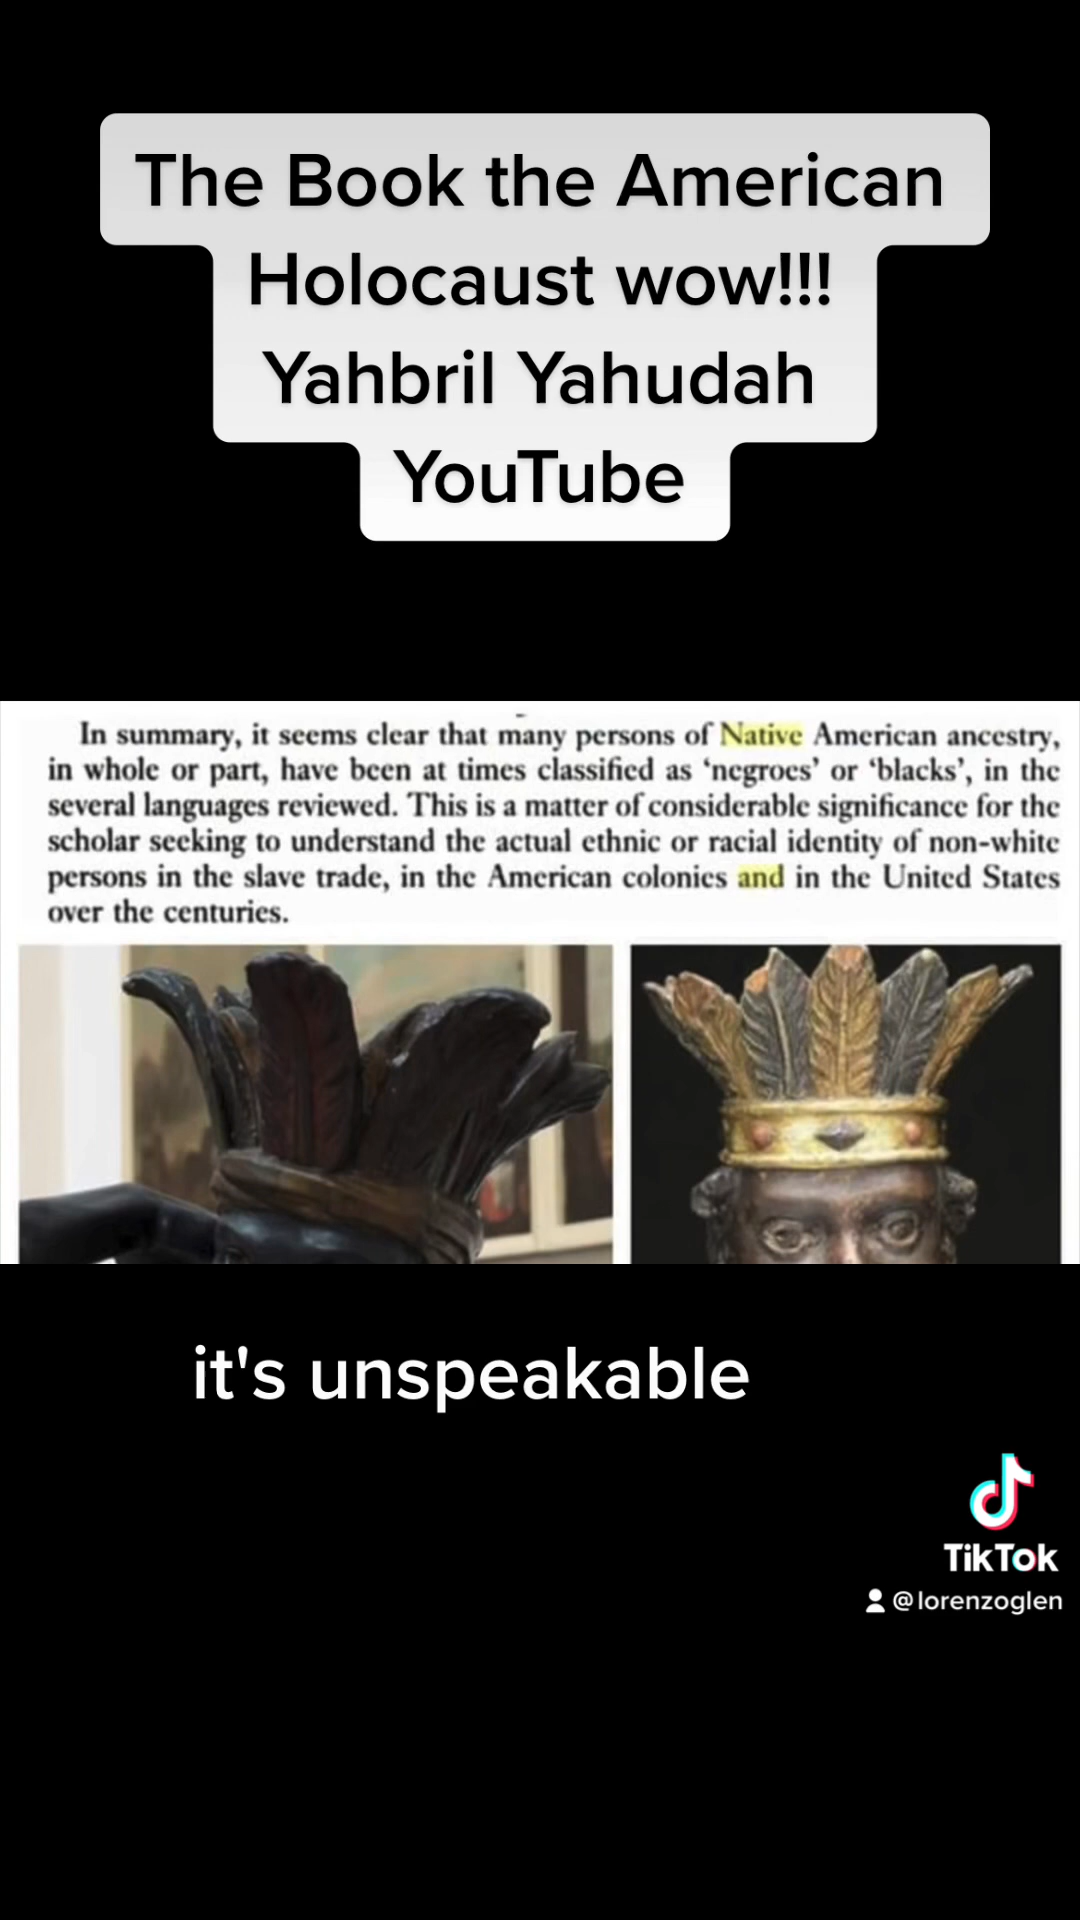 The Book the American
Holocaust wow!!!
Yahbril Yahudah
YouTube
In summary, it seems clear that many persons of Native American ancestry,
in whole or part, have been at times classified as ‘negroes’ or ‘blacks’, in the
several languages reviewed. This is a matter of considerable significance for the
scholar seeking to understand the actual ethnic or racial identity of non-white
persons in the slave trade, in the American colonies and in the United States
over the centuries.
it's unspeakable
TikTok
@lorenzoglen